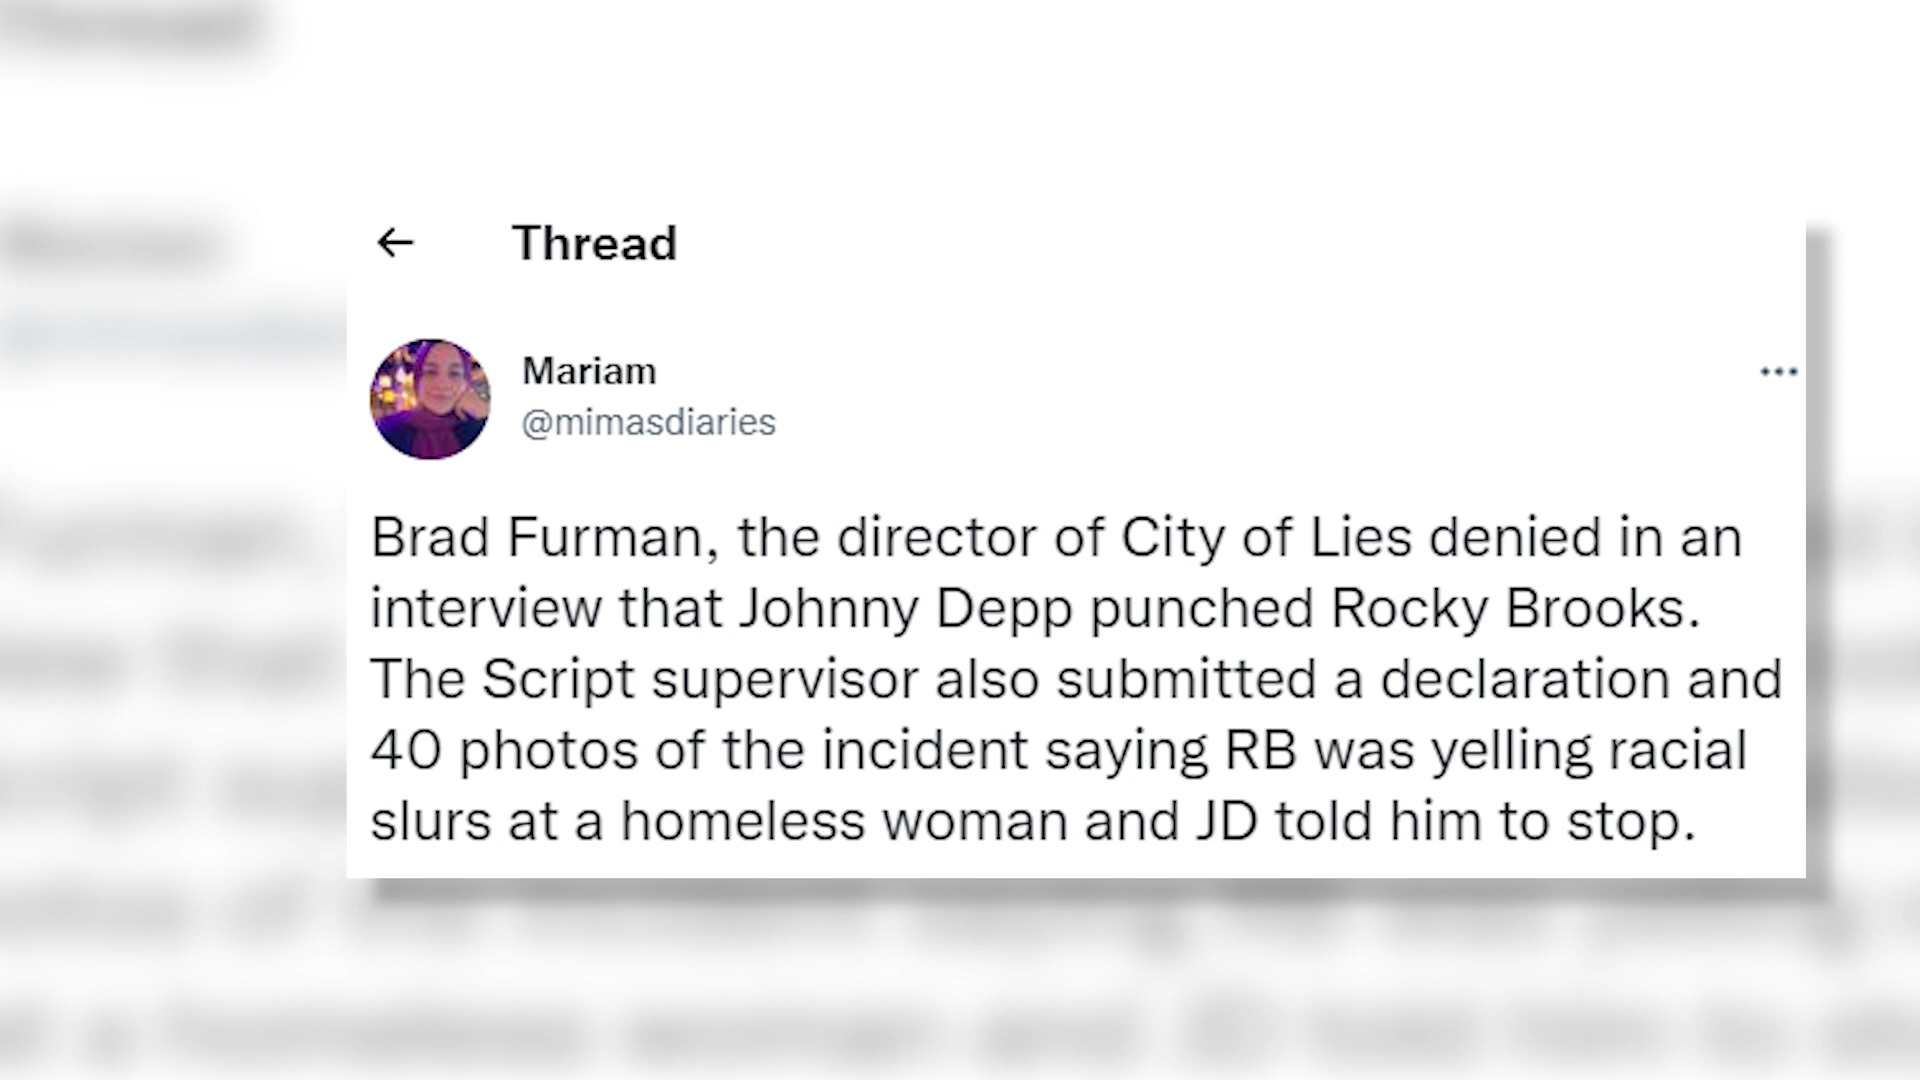 Thread
Mariam
@mimasdiaries
Brad Furman, the director of City of Lies denied in an
interview that Johnny Depp punched Rocky Brooks.
The Script supervisor also submitted a declaration and
40 photos of the incident saying RB was yelling racial
slurs at a homeless woman and JD told him to stop.